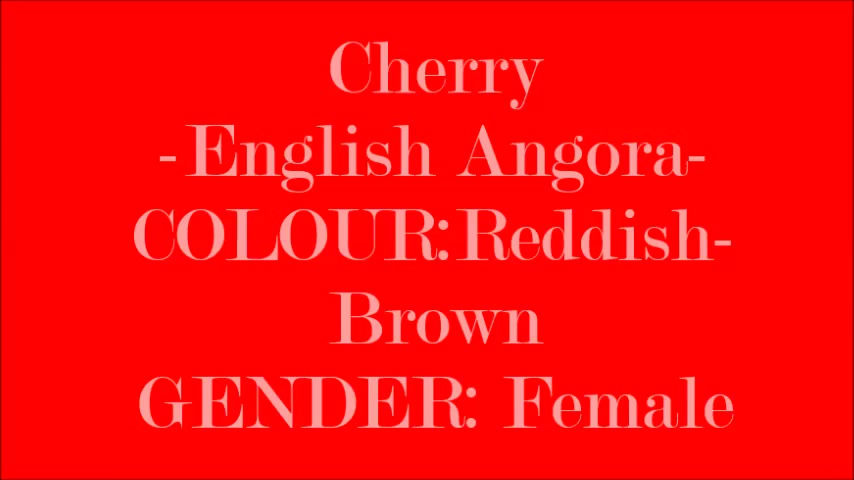 Cherry
-English Angora-
COLOUR:Reddish-
Brown
GENDER: Female